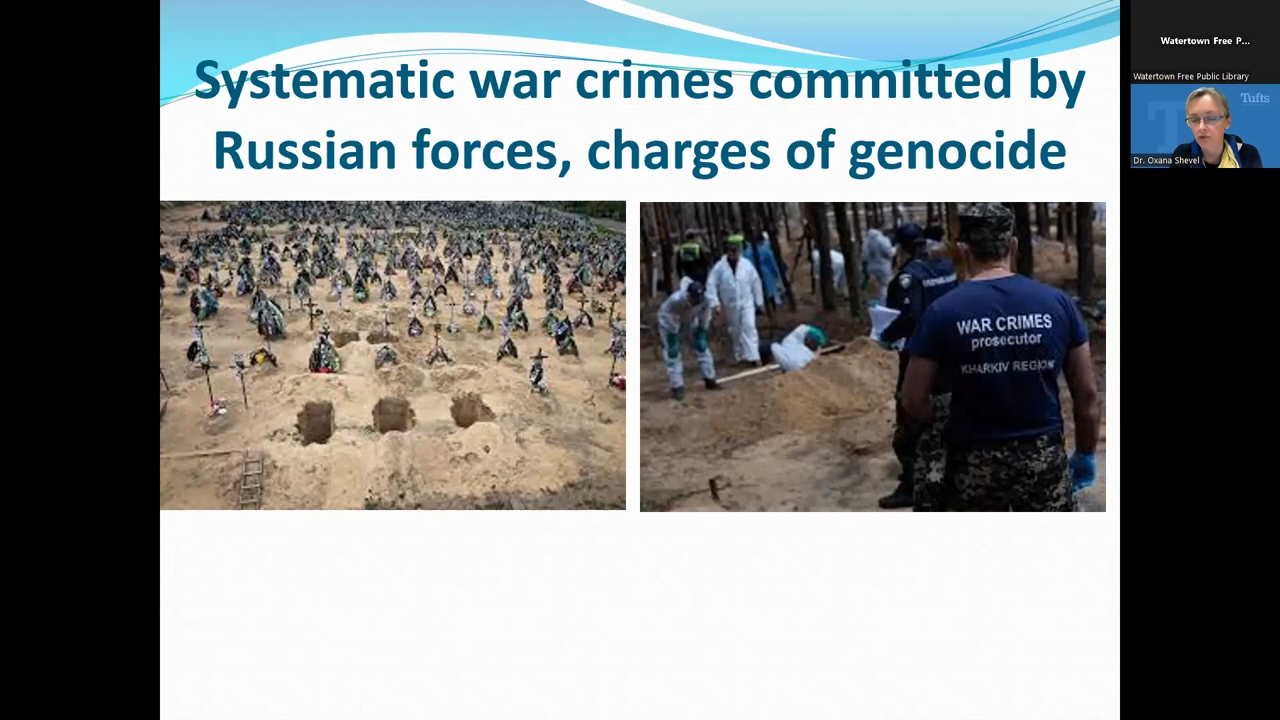 Systematic war crimes committed by
Russian forces, charges of genocide
WAR CRIMES
prosecutor
KHARKIV REGION
Watertown Free P...
Watertown Free Public Library
Tufts
T
Dr. Oxana Shevel